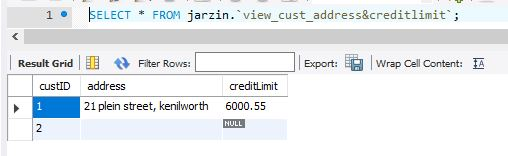 1 SELECT * FROM jarzin.`view_cust_address&creditlimit`;
Result Grid Filter Rows: Export: Wrap Cell Content: IA
custID address creditLimit
1 21 plein street, kenilworth 6000.55
2 NULL